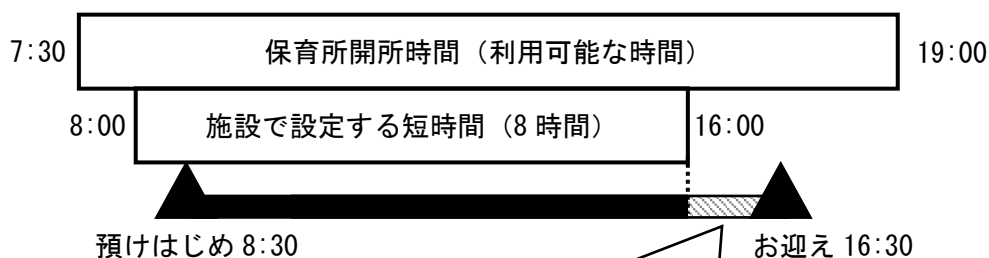 7:30 保育所開所時間（利用可能な時間） 19:00
8:00 施設で設定する短時間（8 時間） 16:00
預けはじめ 8:30 お迎え 16:30